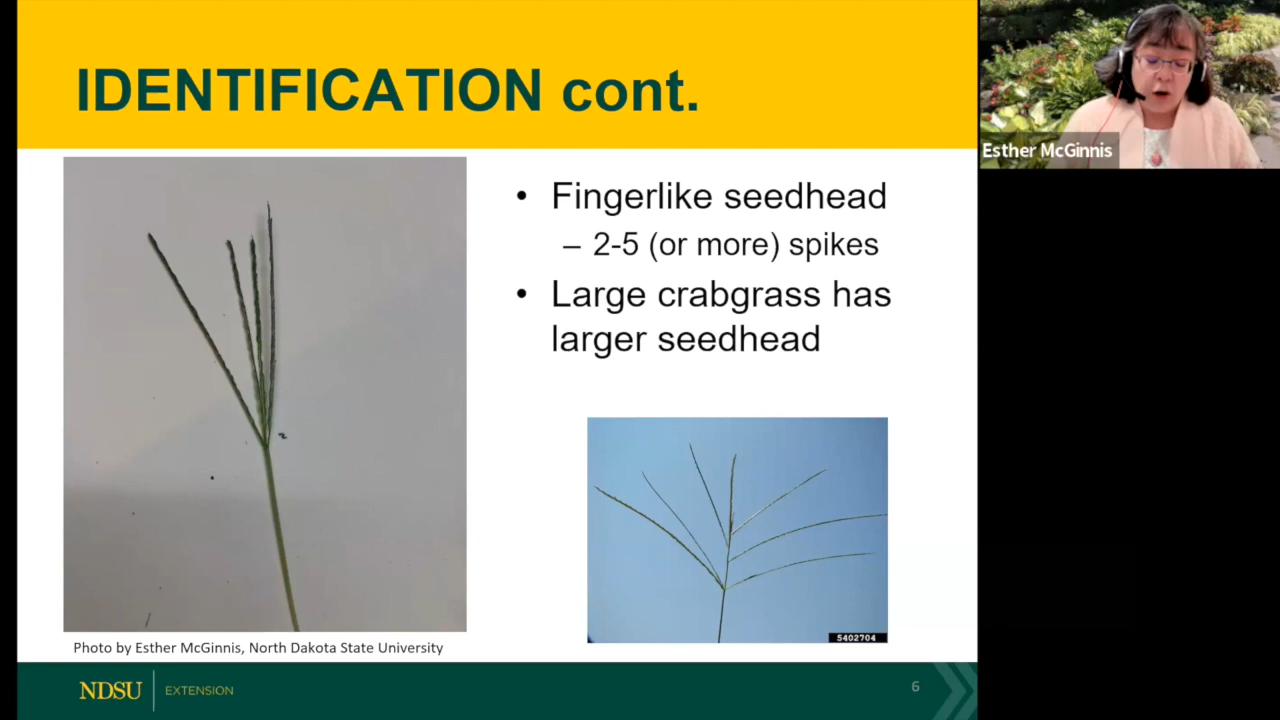 IDENTIFICATION cont.
Esther McGinnis
• Fingerlike seedhead
– 2-5 (or more) spikes
• Large crabgrass has
larger seedhead
5402704
Photo by Esther McGinnis, North Dakota State University
NDSU EXTENSION
6